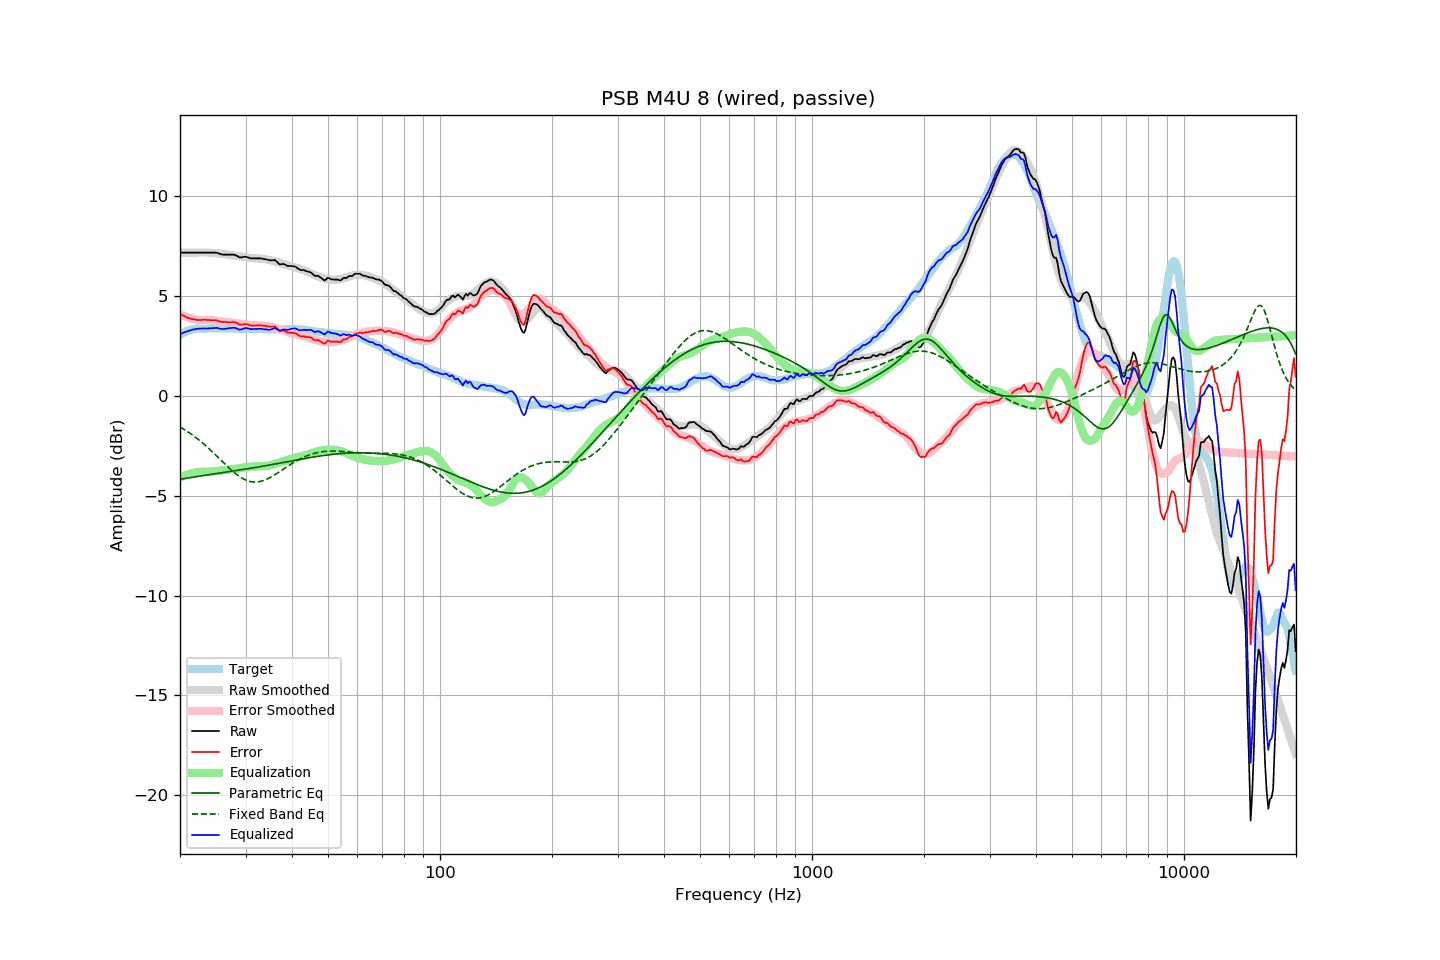 PSB M4U 8 (wired, passive)
Amplitude (dBr)
10
5
0
−5
−10
−15
−20
Target
Raw Smoothed
Error Smoothed
Raw
Error
Equalization
Parametric Eq
Fixed Band Eq
Equalized
100
1000
10000
Frequency (Hz)